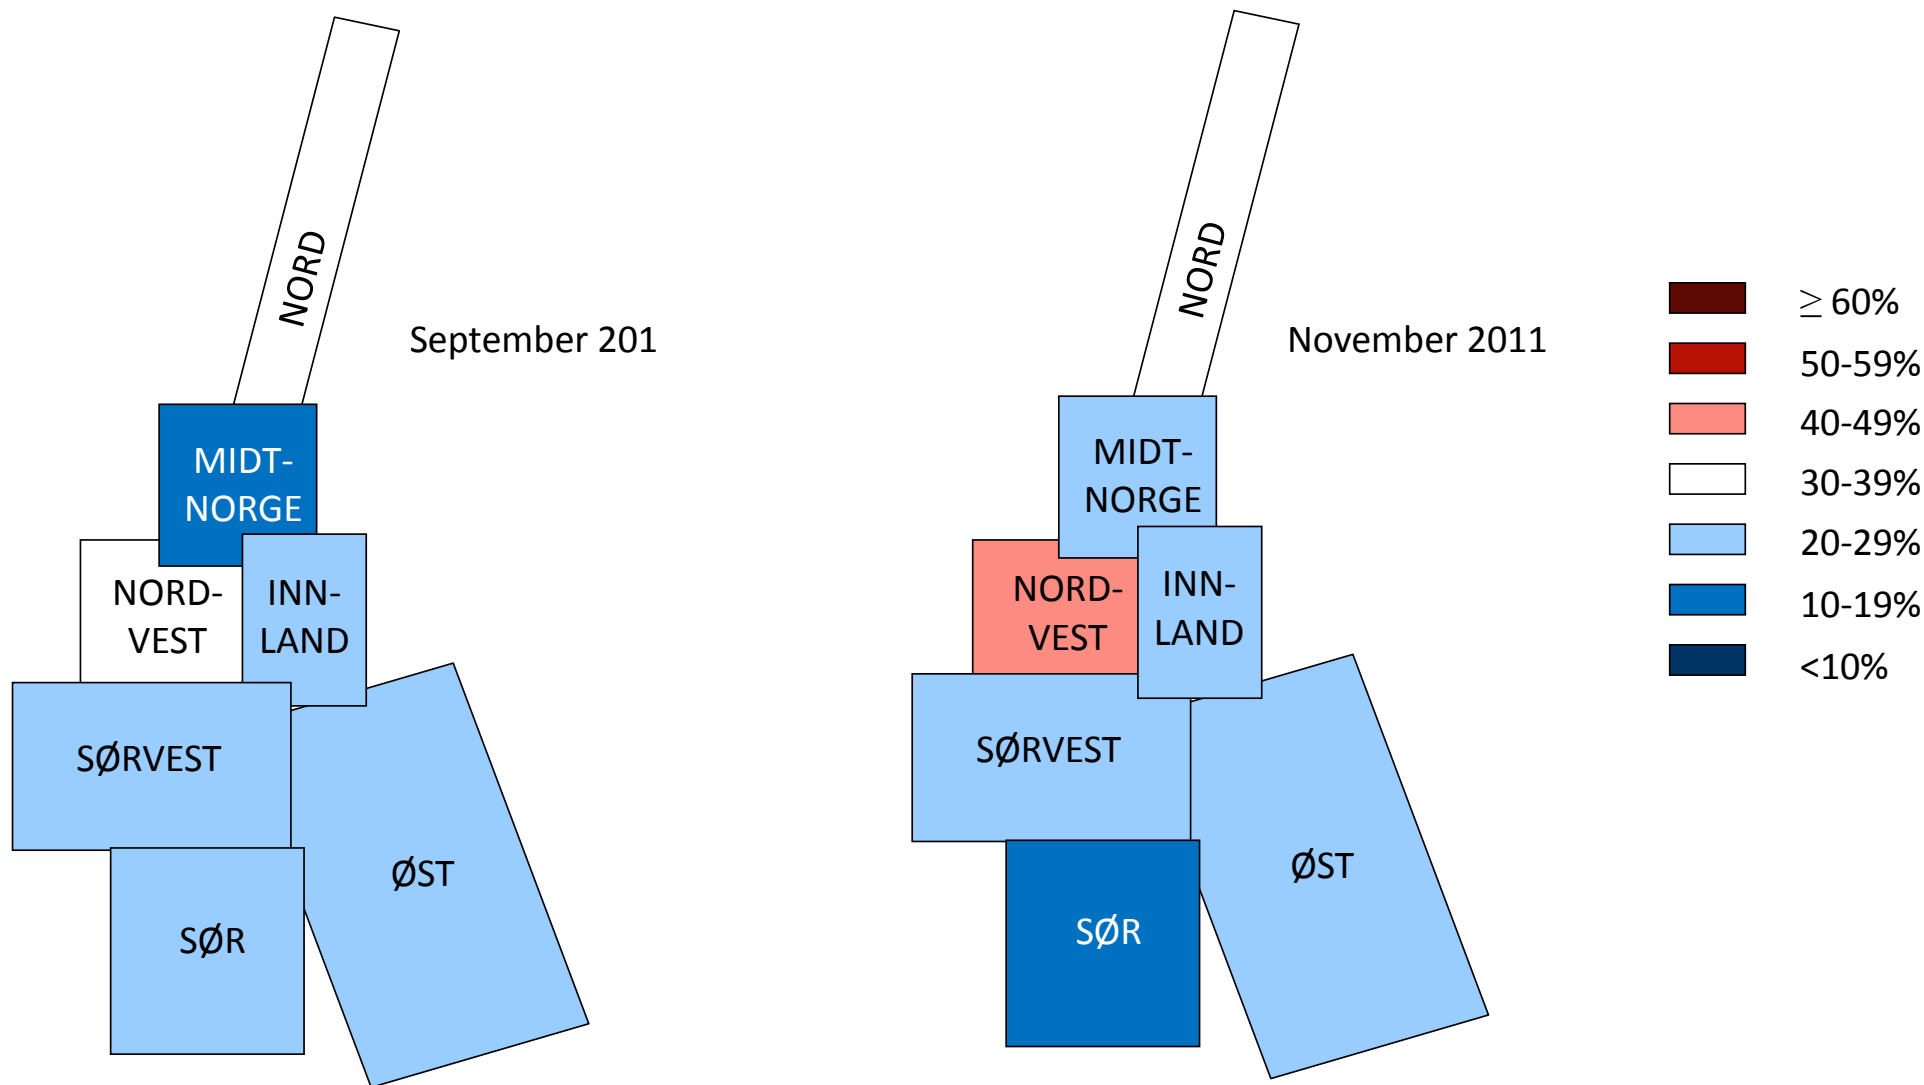 NORD
September 201
MIDT-
NORGE
NORD-
VEST
INN-
LAND
SØRVEST
ØST
SØR
NORD
November 2011
MIDT-
NORGE
NORD-
VEST
INN-
LAND
SØRVEST
ØST
SØR
≥ 60%
50-59%
40-49%
30-39%
20-29%
10-19%
<10%